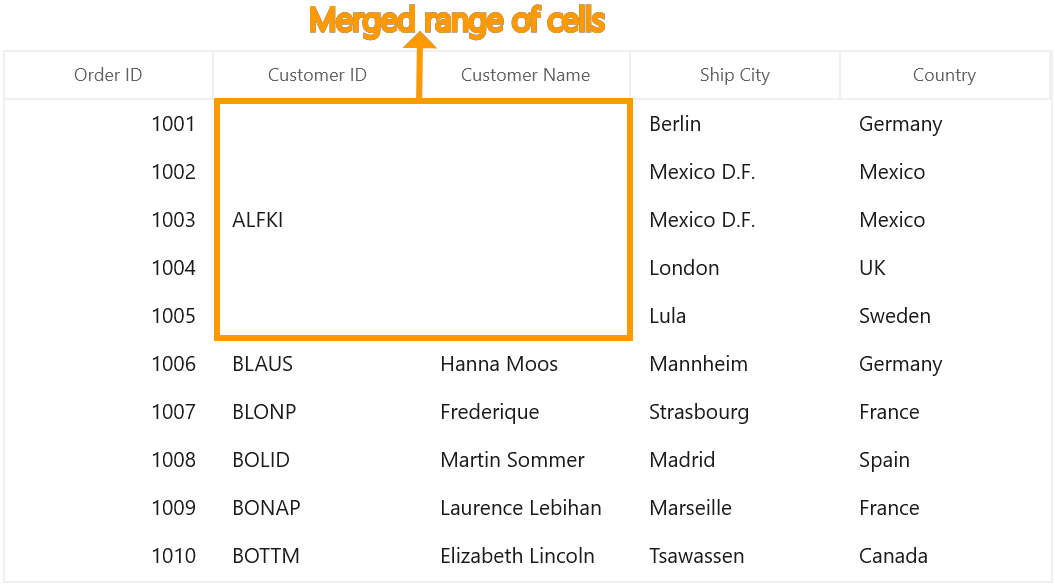 Merged range of cells
Order ID Customer ID Customer Name Ship City Country
1001 Berlin Germany
1002 Mexico D.F. Mexico
1003 ALFKI Mexico D.F. Mexico
1004 London UK
1005 Lula Sweden
1006 BLAUS Hanna Moos Mannheim Germany
1007 BLONP Frederique Strasbourg France
1008 BOLID Martin Sommer Madrid Spain
1009 BONAP Laurence Lebihan Marseille France
1010 BOTTM Elizabeth Lincoln Tsawassen Canada